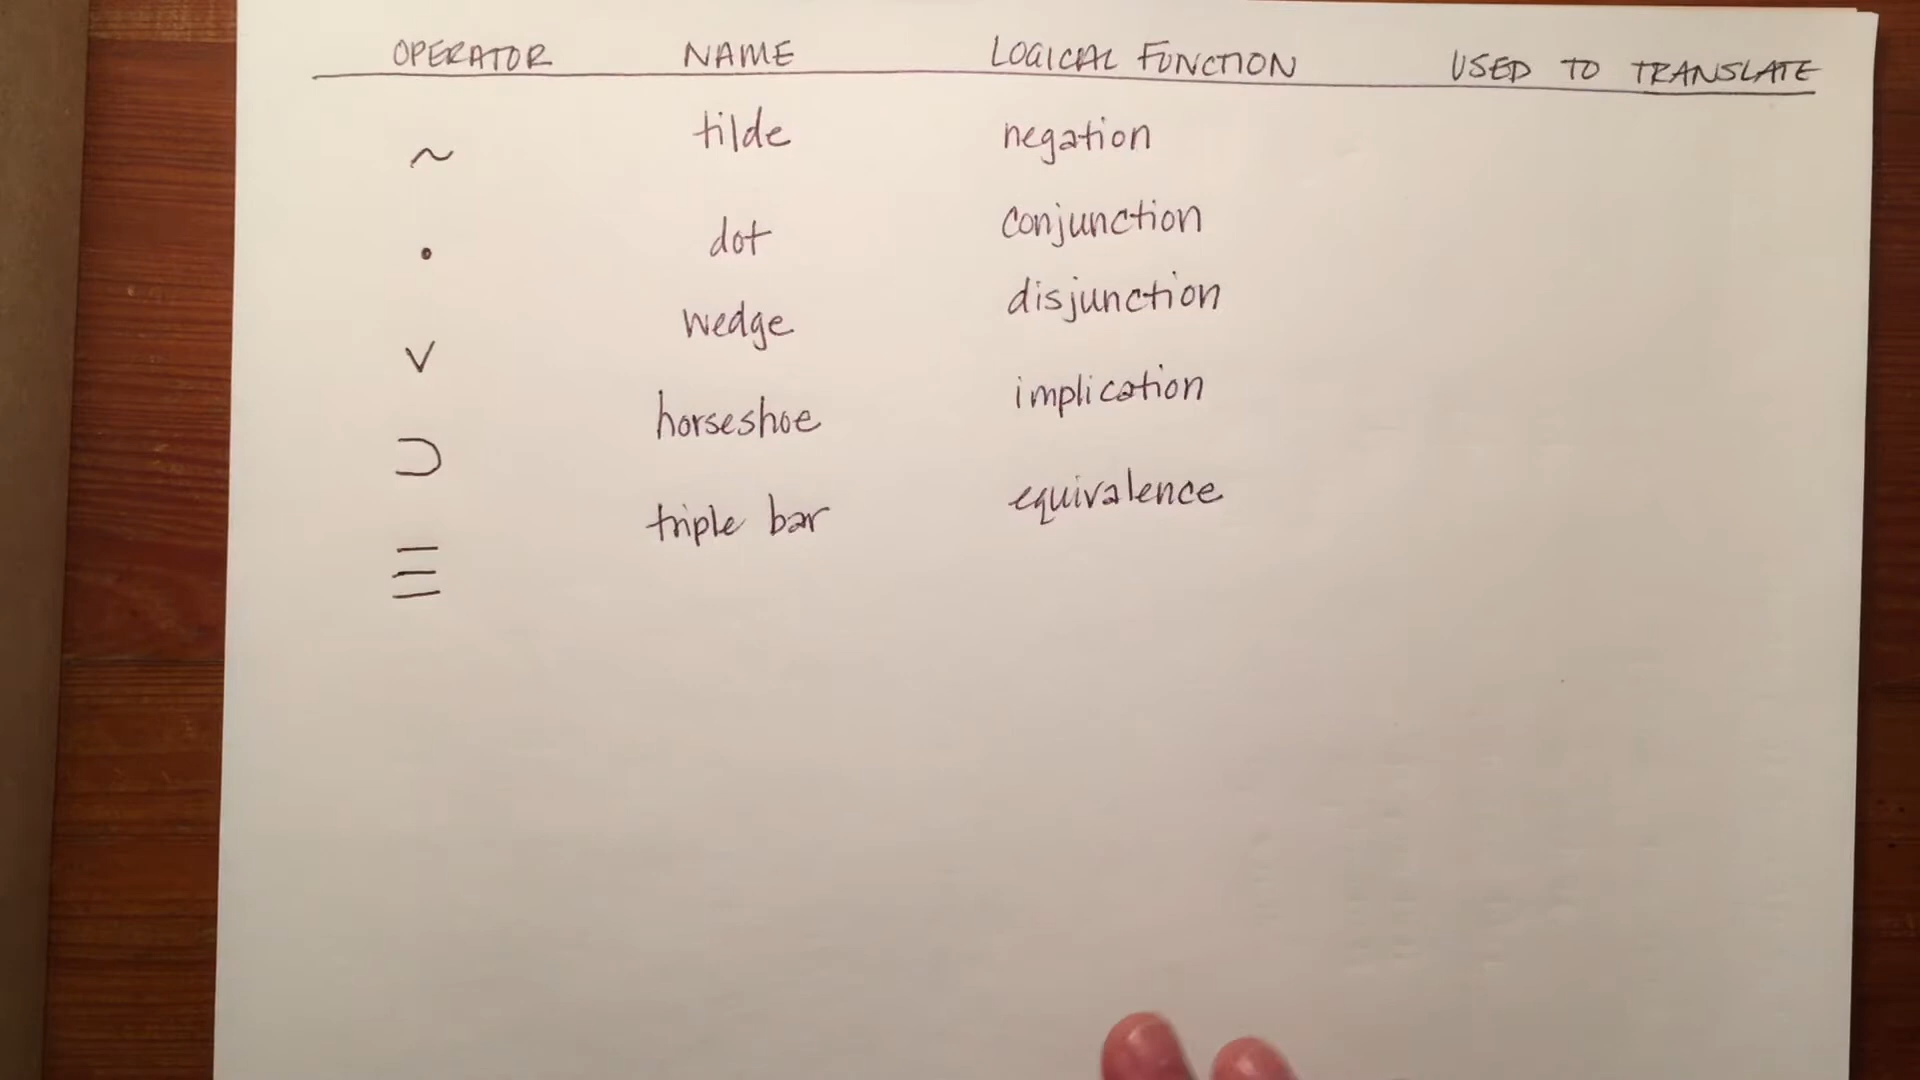 OPERATOR NAME LOGICAL FUNCTION USED TO TRANSLATE
~ tilde negation
• dot conjunction
∨ wedge disjunction
⊃ horseshoe implication
≡ triple bar equivalence